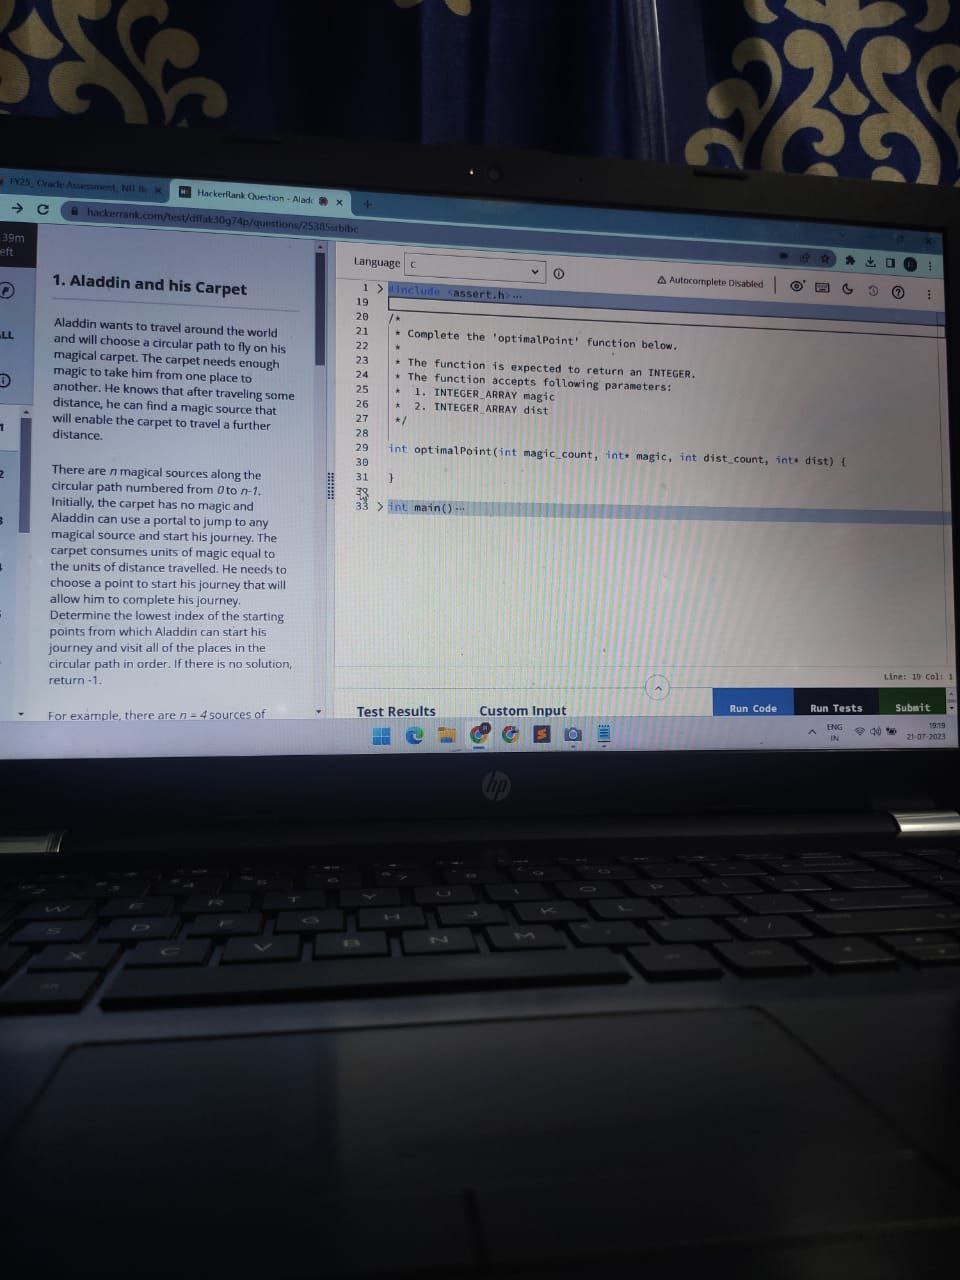 FY25_ Oracle Assessment, NIT
HackerRank Question - Aladd
hackerrank.com/test/dffak30g74p/questions/25385srblbc
39m
eft
ALL
1. Aladdin and his Carpet
Aladdin wants to travel around the world
and will choose a circular path to fly on his
magical carpet. The carpet needs enough
magic to take him from one place to
another. He knows that after traveling some
distance, he can find a magic source that
will enable the carpet to travel a further
distance.
There are n magical sources along the
circular path numbered from 0 to n-1.
Initially, the carpet has no magic and
Aladdin can use a portal to jump to any
magical source and start his journey. The
carpet consumes units of magic equal to
the units of distance travelled. He needs to
choose a point to start his journey that will
allow him to complete his journey.
Determine the lowest index of the starting
points from which Aladdin can start his
journey and visit all of the places in the
circular path in order. If there is no solution,
return -1.
For example, there are n = 4 sources of
Language C
Autocomplete Disabled
1 > #include <assert.h>...
19
20 /*
21 * Complete the 'optimalPoint' function below.
22 *
23 * The function is expected to return an INTEGER.
24 * The function accepts following parameters:
25 * 1. INTEGER_ARRAY magic
26 * 2. INTEGER_ARRAY dist
27 */
28
29 int optimalPoint(int magic_count, int* magic, int dist_count, int* dist) {
30
31 }
33 > int main()...
Line: 19 Col: 1
Test Results Custom Input Run Code Run Tests Submit
ENG
IN
19:19
21-07-2023
hp
W E R T Y U I O P
S D F G H J K L
X C V B N M